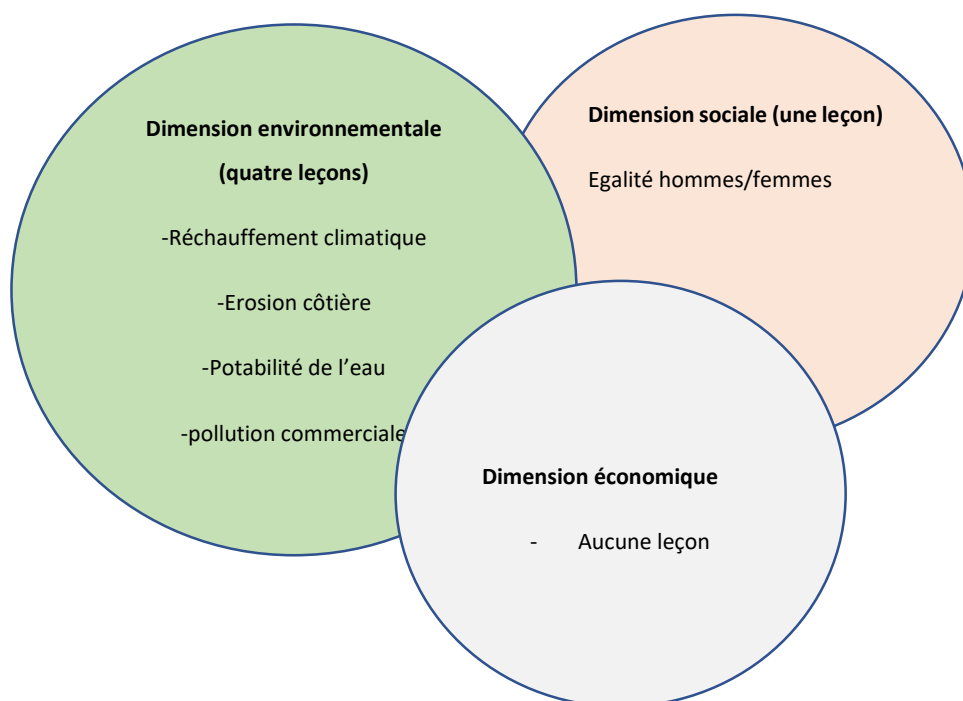 Dimension environnementale
(quatre leçons)
-Réchauffement climatique
-Erosion côtière
-Potabilité de l’eau
-pollution commerciale
Dimension sociale (une leçon)
Egalité hommes/femmes
Dimension économique
- Aucune leçon